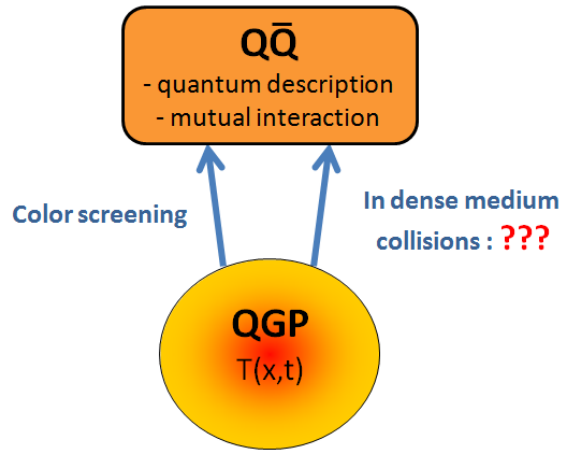 QQ̄
- quantum description
- mutual interaction
Color screening
In dense medium
collisions : ???
QGP
T(x,t)